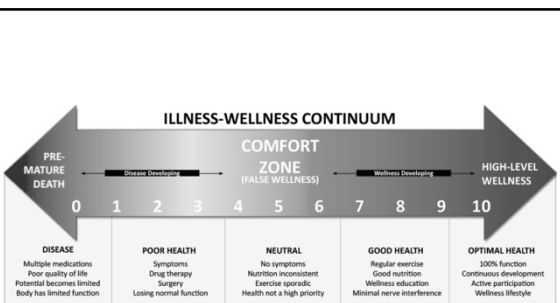 ILLNESS-WELLNESS CONTINUUM
PRE-
MATURE
DEATH
Disease Developing
COMFORT
ZONE
(FALSE WELLNESS)
Wellness Developing
HIGH-LEVEL
WELLNESS
0 1 2 3 4 5 6 7 8 9 10
DISEASE
Multiple medications
Poor quality of life
Potential becomes limited
Body has limited function
POOR HEALTH
Symptoms
Drug therapy
Surgery
Losing normal function
NEUTRAL
No symptoms
Nutrition inconsistent
Exercise sporadic
Health not a high priority
GOOD HEALTH
Regular exercise
Good nutrition
Wellness education
Minimal nerve interference
OPTIMAL HEALTH
100% function
Continuous development
Active participation
Wellness lifestyle